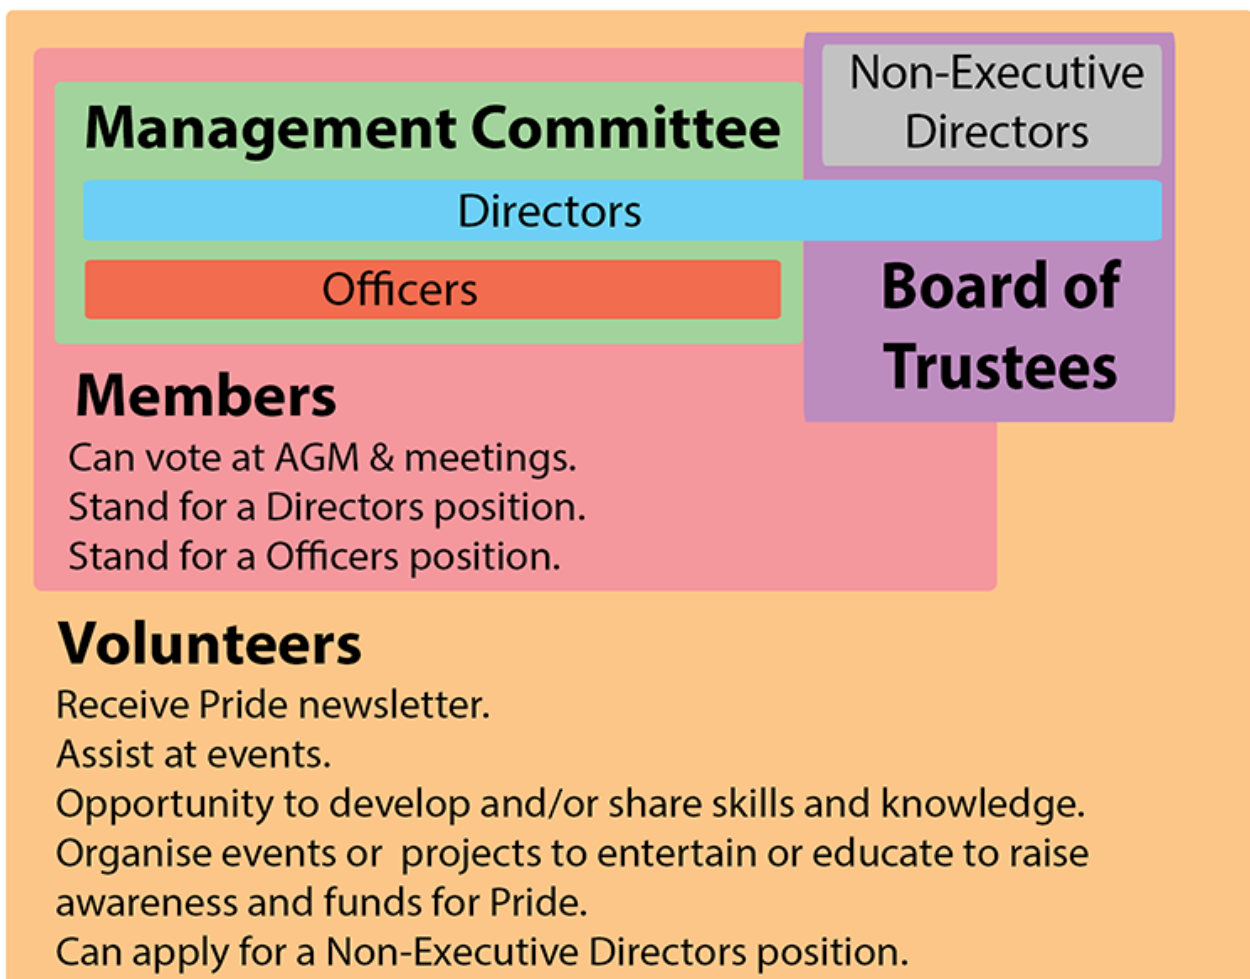 Management Committee
Non-Executive
Directors
Directors
Officers
Board of
Trustees
Members
Can vote at AGM & meetings.
Stand for a Directors position.
Stand for a Officers position.
Volunteers
Receive Pride newsletter.
Assist at events.
Opportunity to develop and/or share skills and knowledge.
Organise events or  projects to entertain or educate to raise
awareness and funds for Pride.
Can apply for a Non-Executive Directors position.